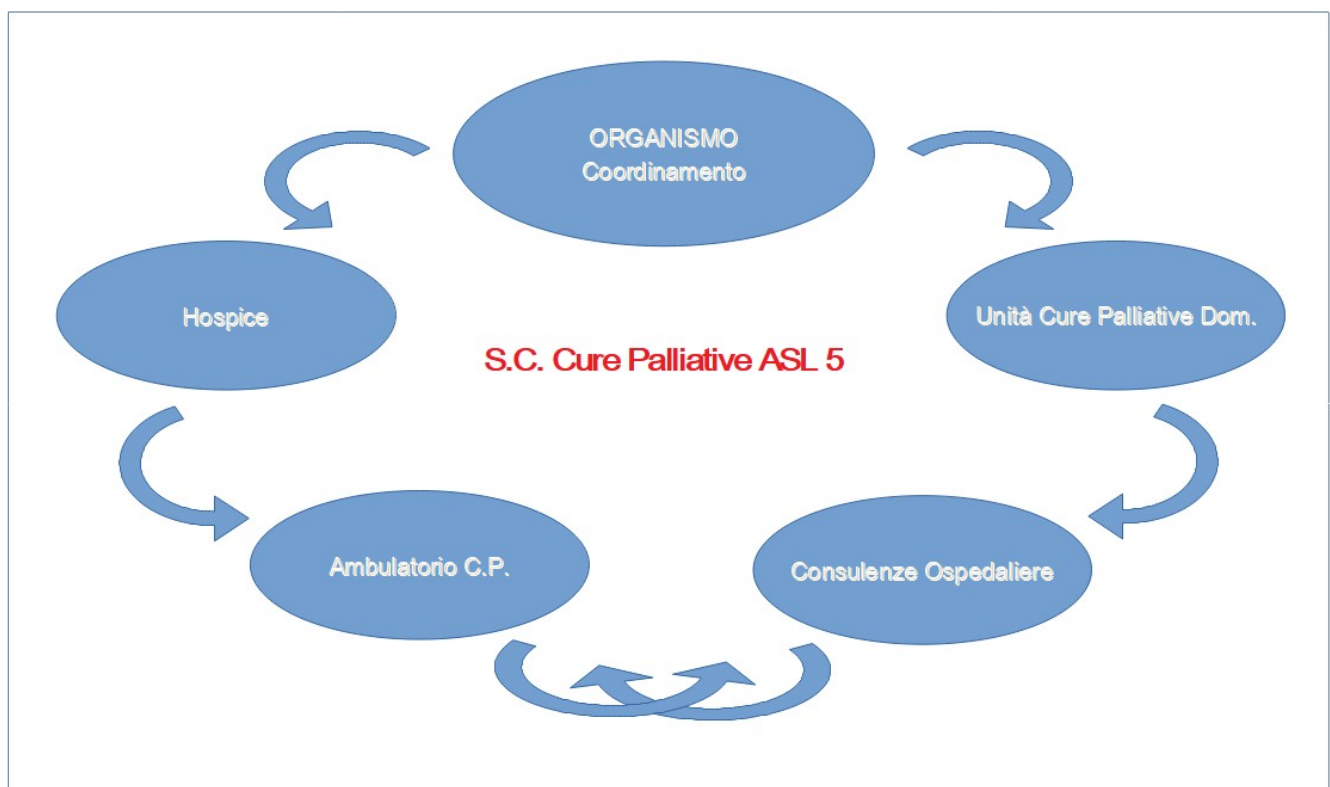 ORGANISMO
Coordinamento
Hospice
Unità Cure Palliative Dom.
S.C. Cure Palliative ASL 5
Ambulatorio C.P.
Consulenze Ospedaliere